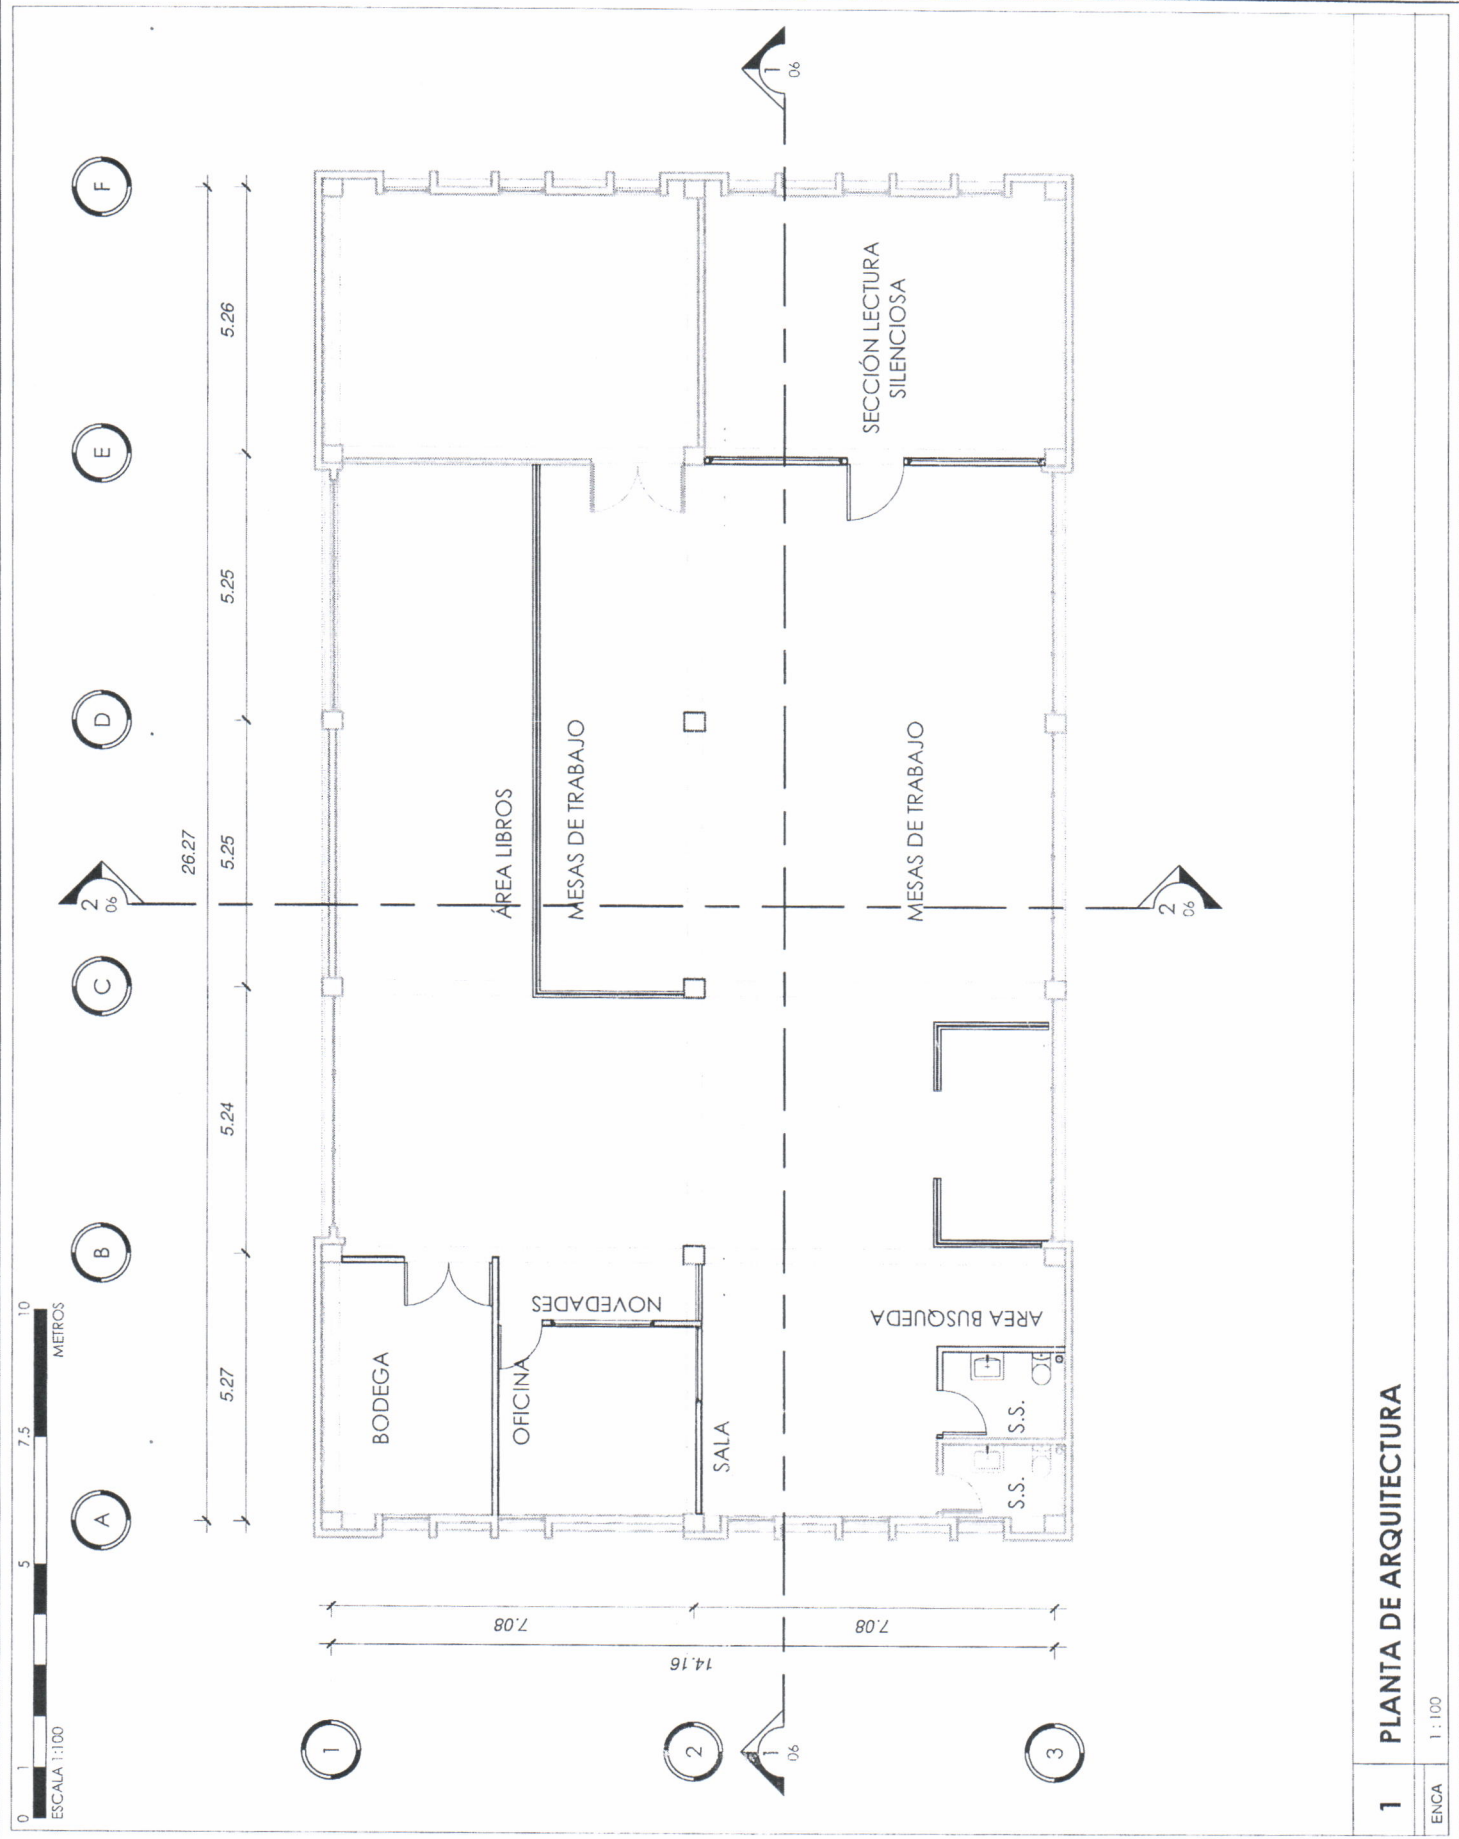 0 1 5 7.5 10
ESCALA 1:100
METROS
A
B
C
D
E
F
26.27
5.27
5.24
5.25
5.25
5.26
2
06
1
7.08
2
7.08
3
14.16
1
06
1
06
2
06
BODEGA
OFICINA
NOVEDADES
SALA
S.S.
S.S.
AREA BUSQUEDA
ÁREA LIBROS
MESAS DE TRABAJO
MESAS DE TRABAJO
SECCIÓN LECTURA
SILENCIOSA
1 PLANTA DE ARQUITECTURA
ENCA 1 : 100